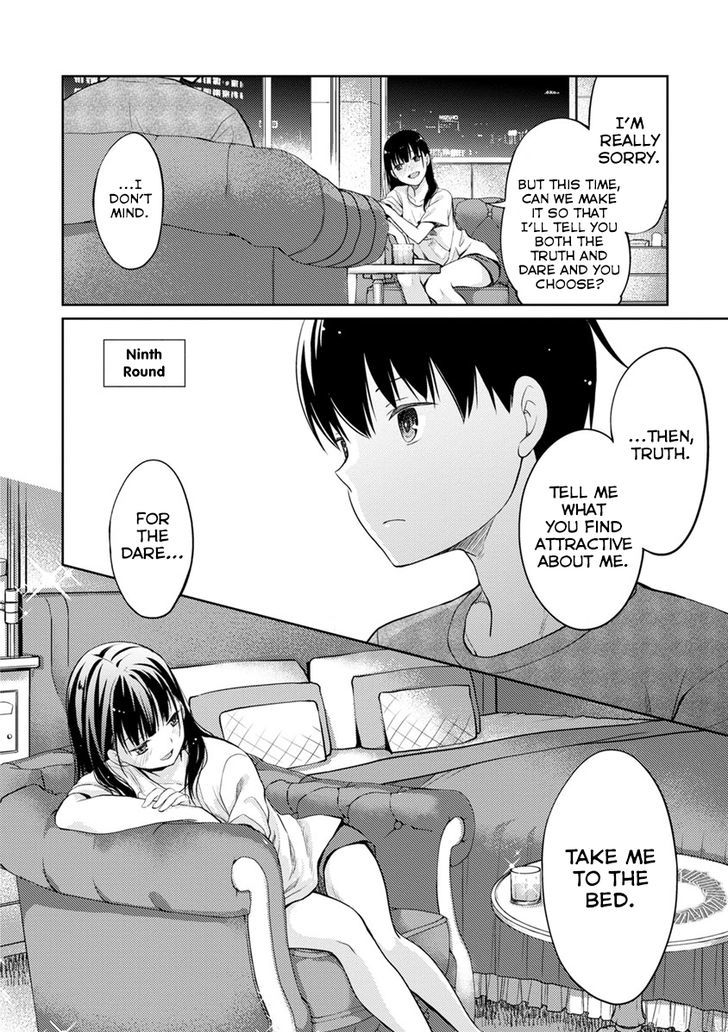 I'M
REALLY
SORRY.
BUT THIS TIME,
CAN WE MAKE
IT SO THAT
I'LL TELL YOU
BOTH THE
TRUTH AND
DARE AND YOU
CHOOSE?
...I
DON'T
MIND.
MIZUHO
Ninth
Round
...THEN,
TRUTH.
TELL ME
WHAT
YOU FIND
ATTRACTIVE
ABOUT ME.
FOR
THE
DARE...
TAKE ME
TO THE
BED.